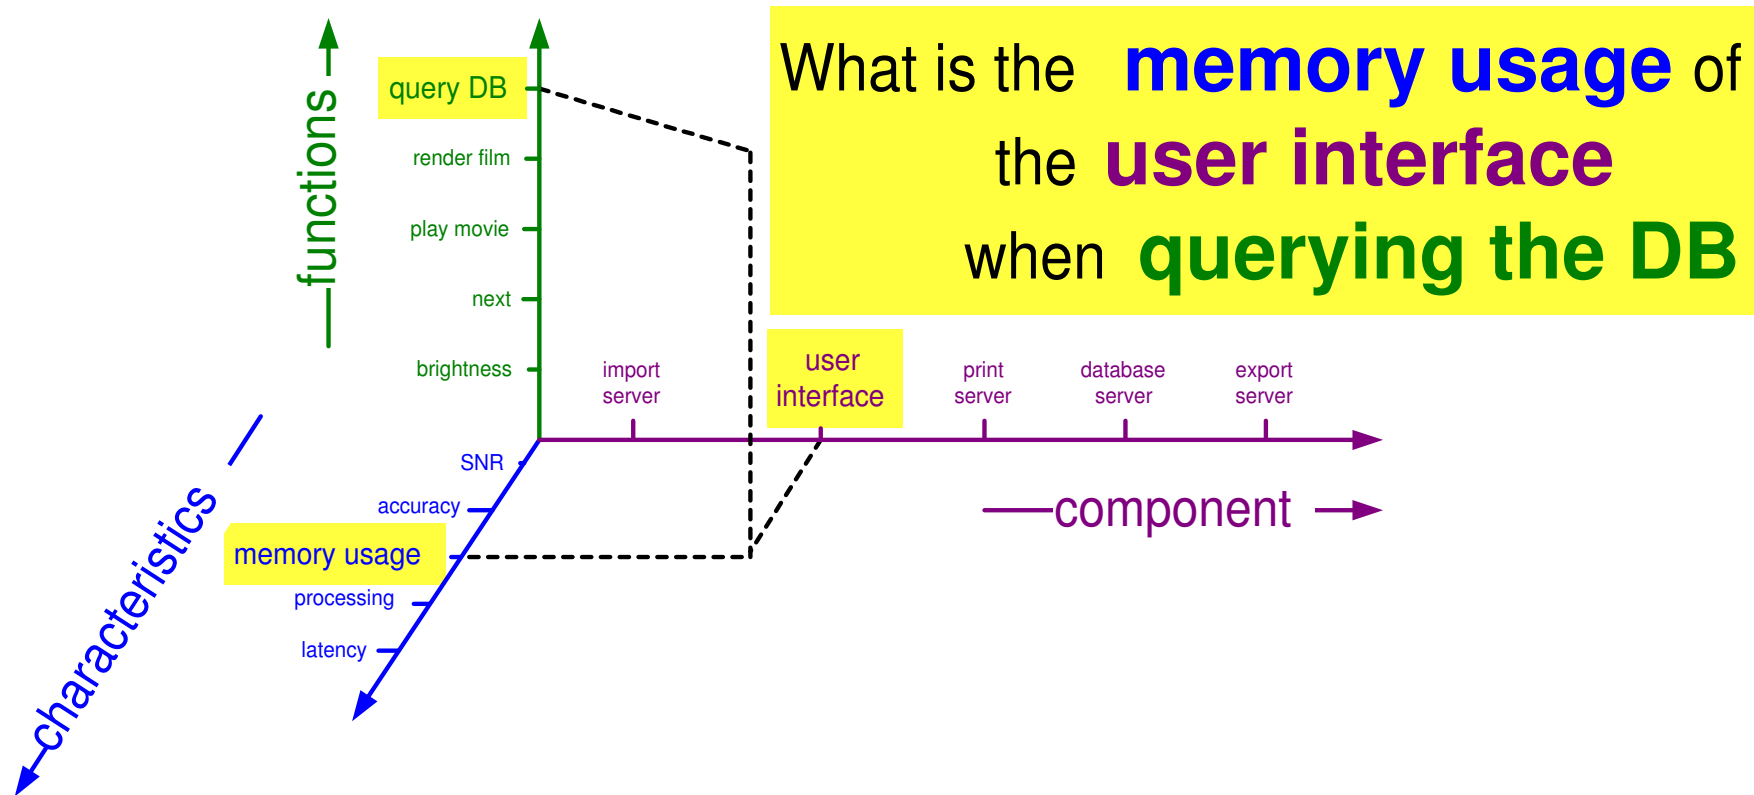 What is the memory usage of
the user interface
when querying the DB
functions
query DB
render film
play movie
next
brightness
import
server
user
interface
print
server
database
server
export
server
component
SNR
accuracy
memory usage
processing
latency
characteristics